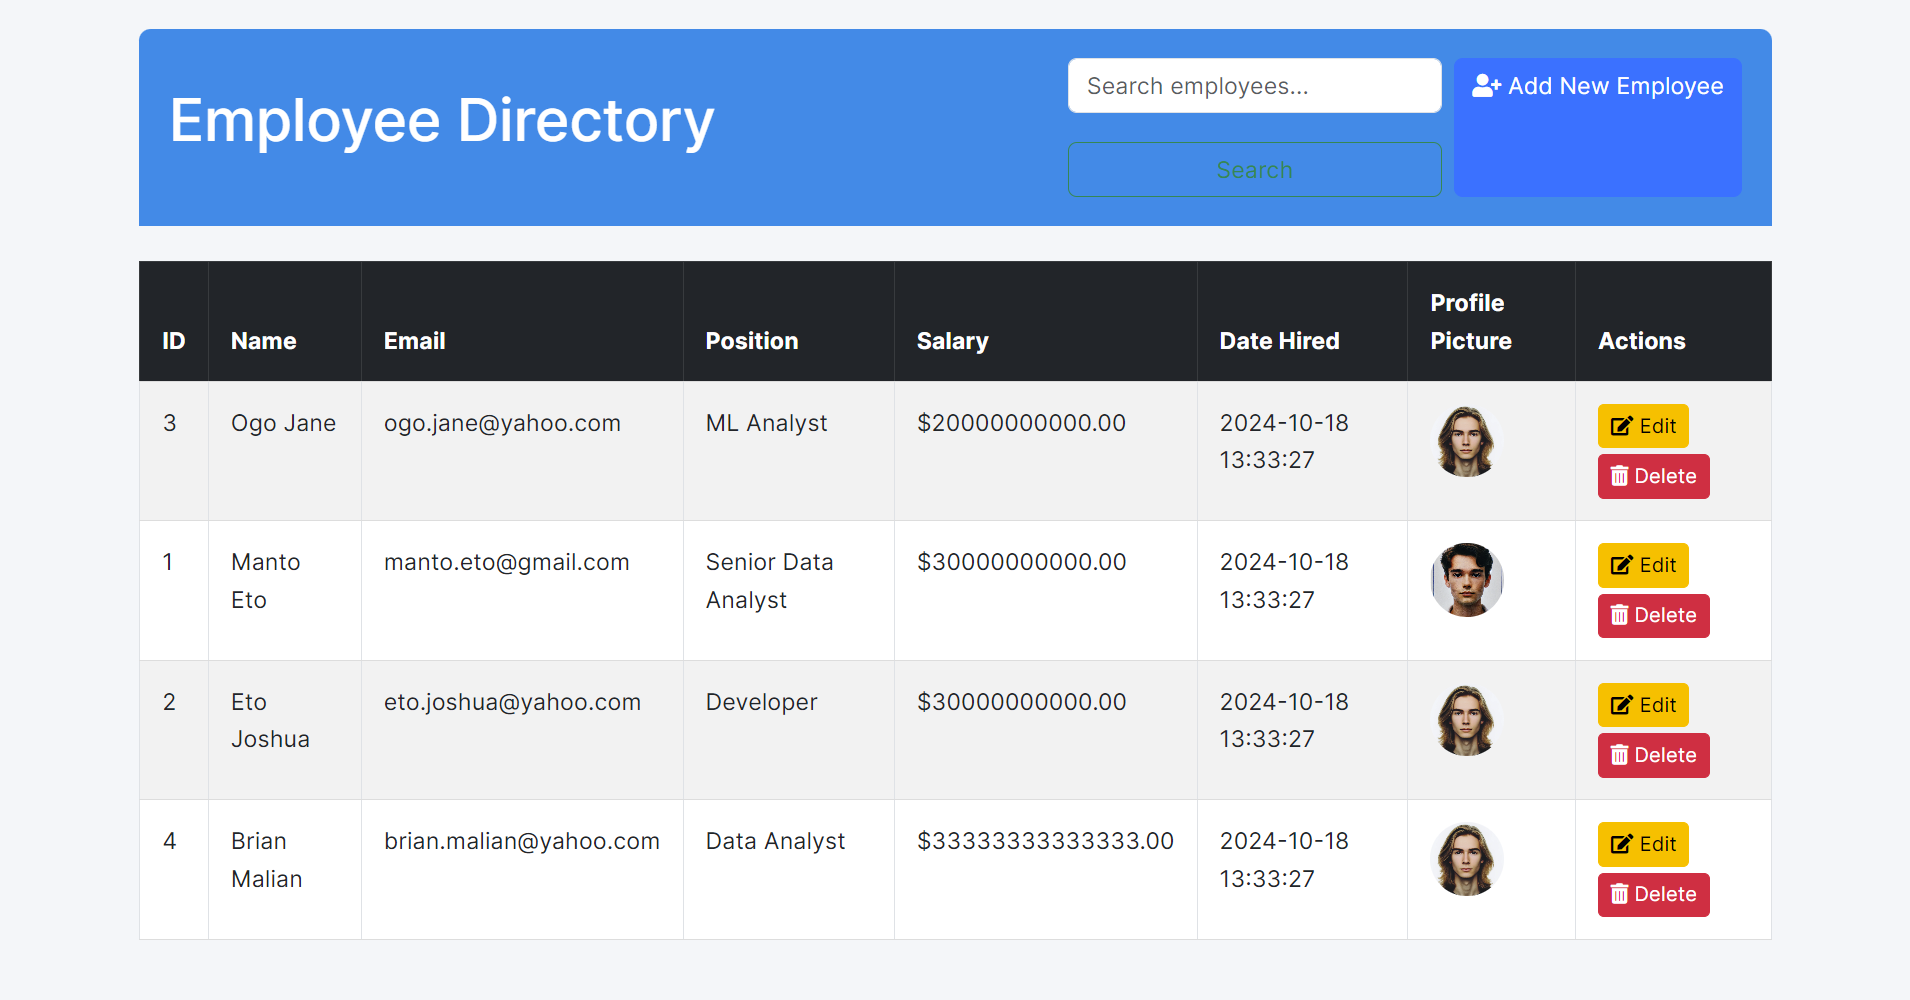 Employee Directory
Search employees...
Search
Add New Employee
ID Name Email Position Salary Date Hired Profile Picture Actions
3 Ogo Jane ogo.jane@yahoo.com ML Analyst $20000000000.00 2024-10-18 13:33:27 Edit Delete
1 Manto Eto manto.eto@gmail.com Senior Data Analyst $30000000000.00 2024-10-18 13:33:27 Edit Delete
2 Eto Joshua eto.joshua@yahoo.com Developer $30000000000.00 2024-10-18 13:33:27 Edit Delete
4 Brian Malian brian.malian@yahoo.com Data Analyst $33333333333333.00 2024-10-18 13:33:27 Edit Delete